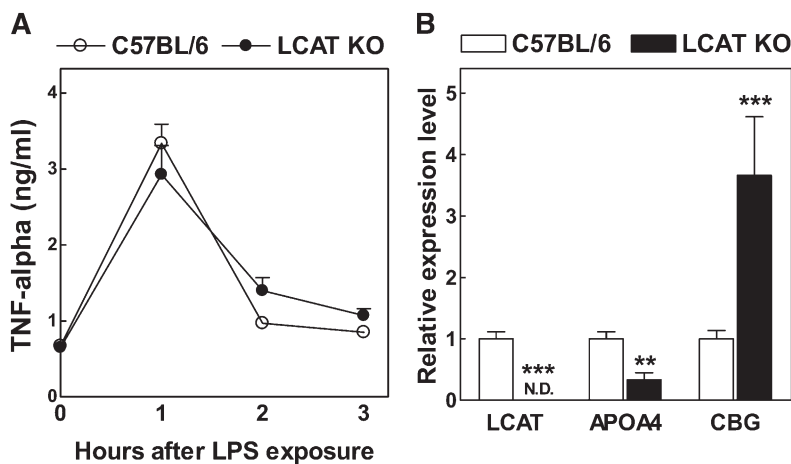 A
C57BL/6 LCAT KO
TNF-alpha (ng/ml)
4
3
2
1
0
0 1 2 3
Hours after LPS exposure
B
C57BL/6 LCAT KO
Relative expression level
5
4
3
2
1
0
***
N.D.
**
***
LCAT APOA4 CBG